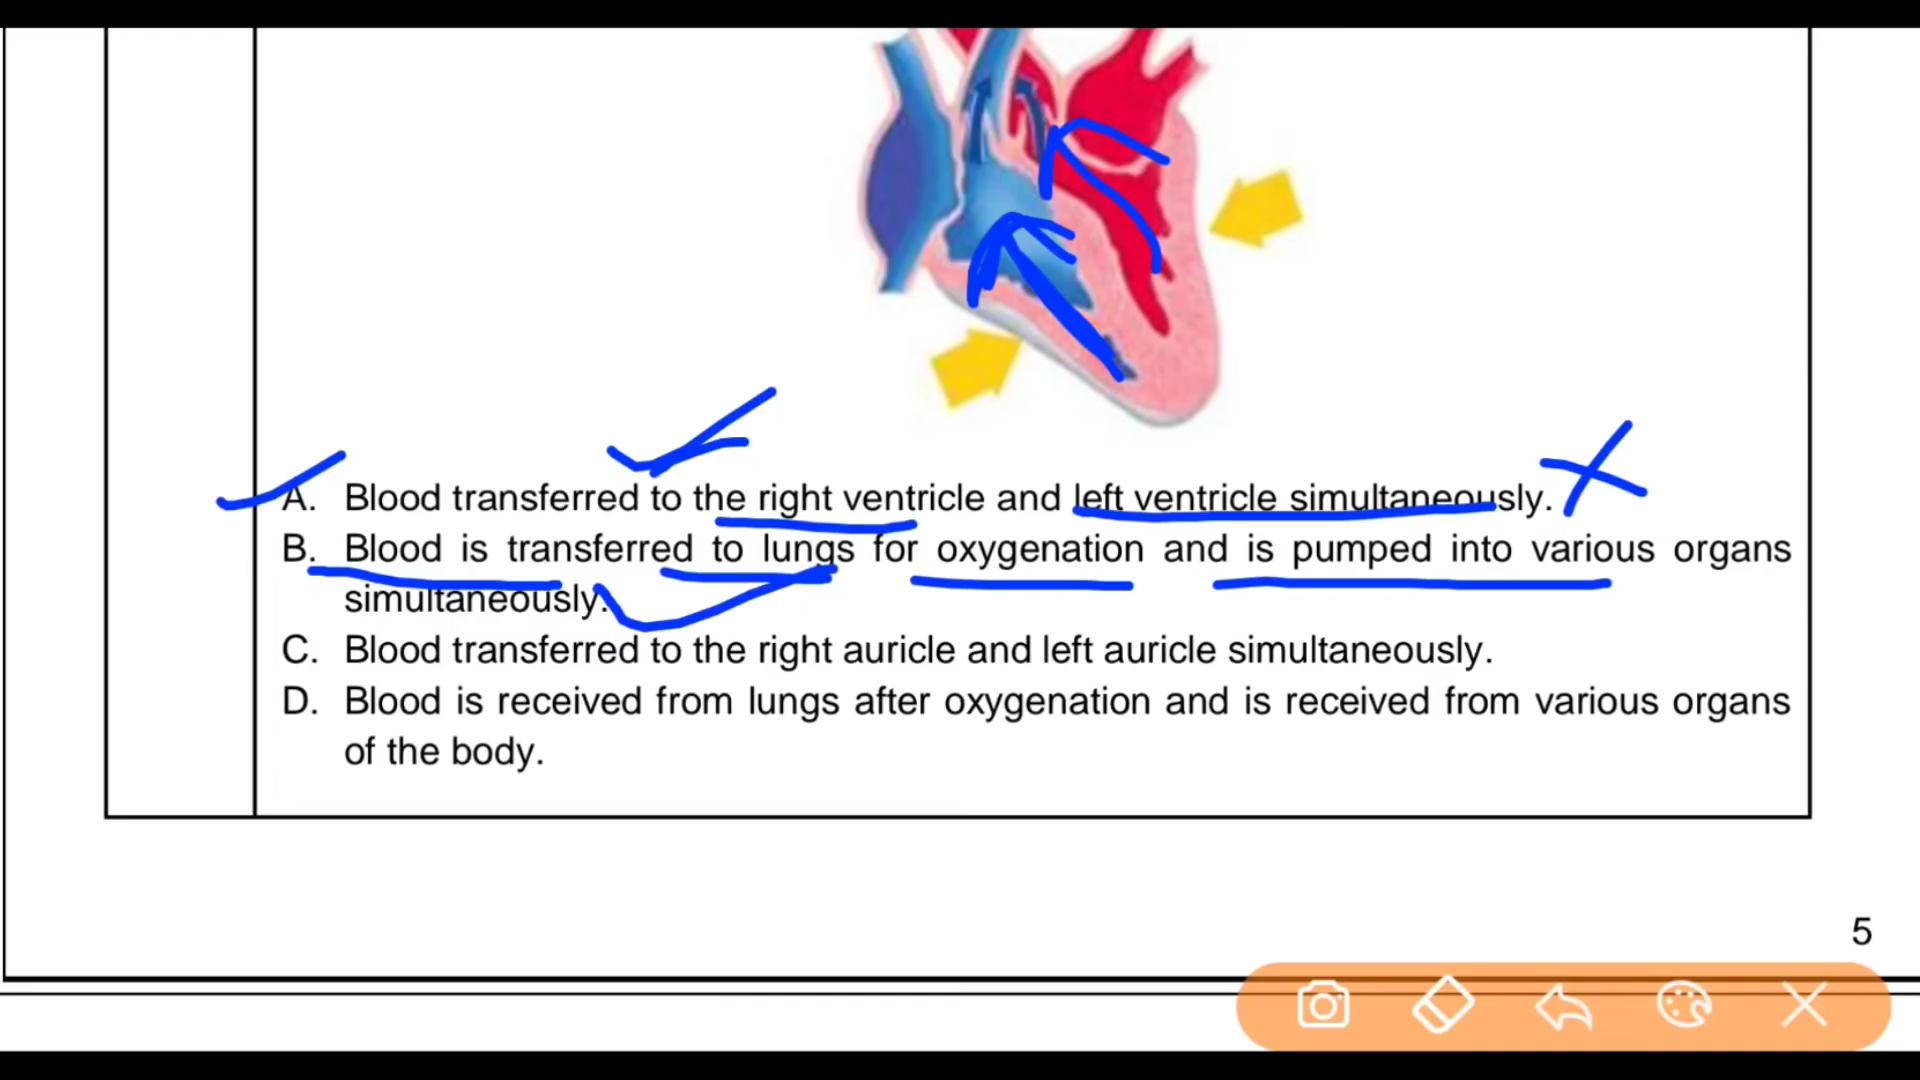 A. Blood transferred to the right ventricle and left ventricle simultaneously.
B. Blood is transferred to lungs for oxygenation and is pumped into various organs
simultaneously.
C. Blood transferred to the right auricle and left auricle simultaneously.
D. Blood is received from lungs after oxygenation and is received from various organs
of the body.
5